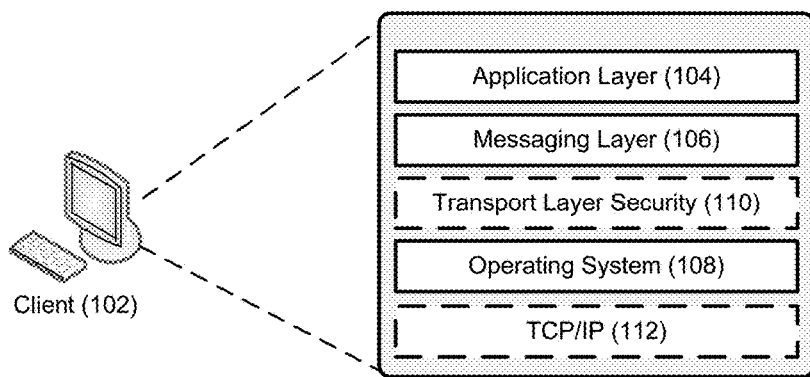 Application Layer (104)
Messaging Layer (106)
Transport Layer Security (110)
Operating System (108)
TCP/IP (112)
Client (102)